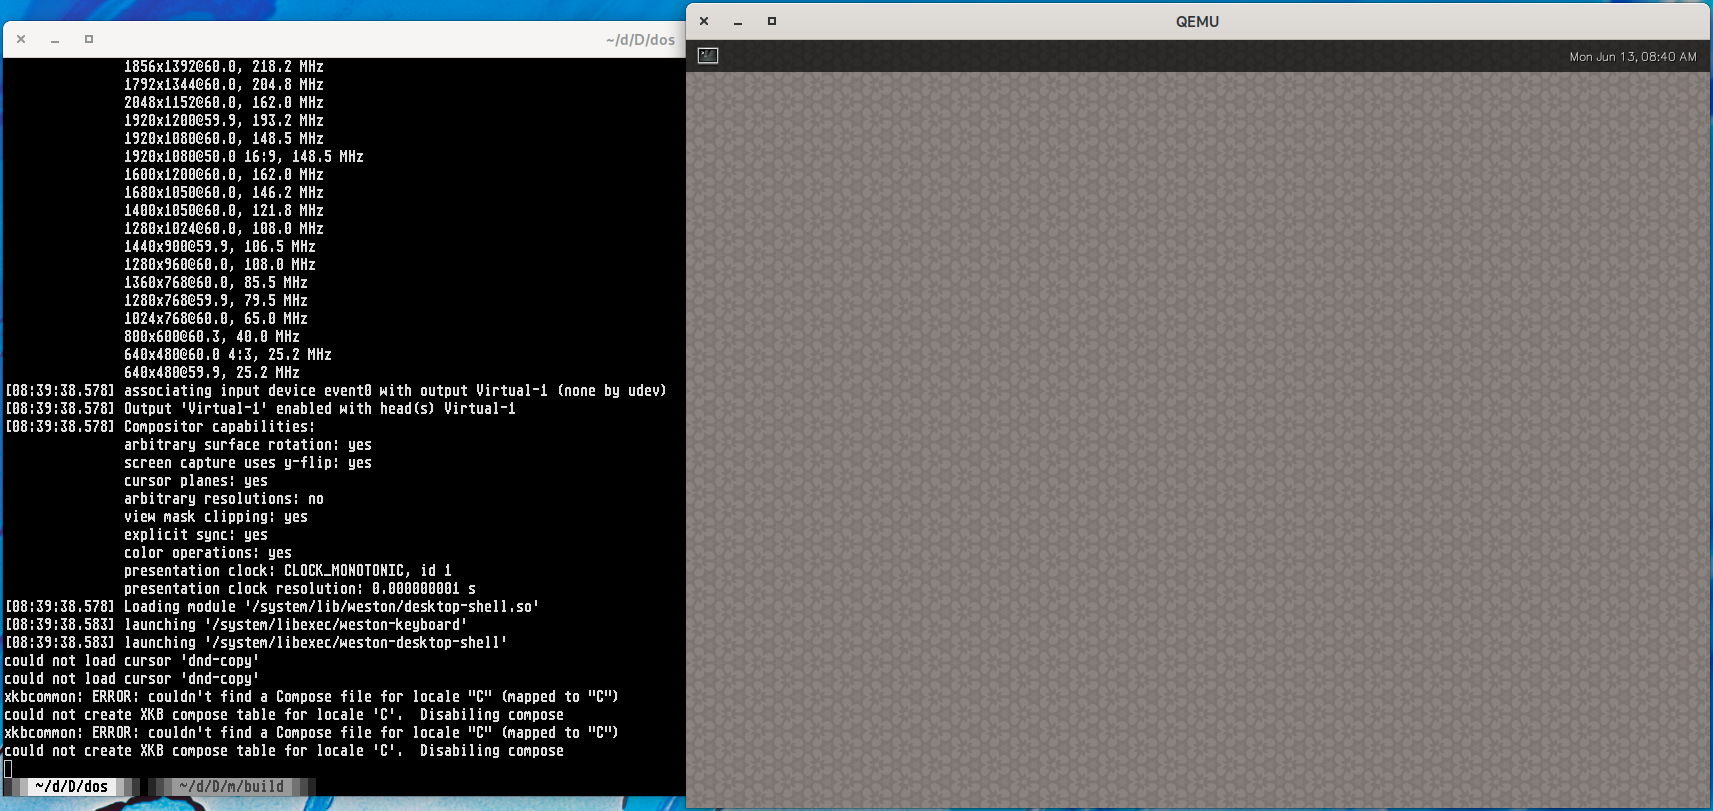 ~/d/D/dos
1856x1392@60.0, 218.2 MHz
1792x1344@60.0, 204.8 MHz
2048x1152@60.0, 162.0 MHz
1920x1200@59.9, 193.2 MHz
1920x1080@60.0, 148.5 MHz
1920x1080@50.0 16:9, 148.5 MHz
1600x1200@60.0, 162.0 MHz
1680x1050@60.0, 146.2 MHz
1400x1050@60.0, 121.8 MHz
1280x1024@60.0, 108.0 MHz
1440x900@59.9, 106.5 MHz
1280x960@60.0, 108.0 MHz
1360x768@60.0, 85.5 MHz
1280x768@59.9, 79.5 MHz
1024x768@60.0, 65.0 MHz
800x600@60.3, 40.0 MHz
640x480@60.0 4:3, 25.2 MHz
640x480@59.9, 25.2 MHz
[08:39:38.578] associating input device event0 with output Virtual-1 (none by udev)
[08:39:38.578] Output 'Virtual-1' enabled with head(s) Virtual-1
[08:39:38.578] Compositor capabilities:
arbitrary surface rotation: yes
screen capture uses y-flip: yes
cursor planes: yes
arbitrary resolutions: no
view mask clipping: yes
explicit sync: yes
color operations: yes
presentation clock: CLOCK_MONOTONIC, id 1
presentation clock resolution: 0.000000001 s
[08:39:38.578] Loading module '/system/lib/weston/desktop-shell.so'
[08:39:38.583] launching '/system/libexec/weston-keyboard'
[08:39:38.583] launching '/system/libexec/weston-desktop-shell'
could not load cursor 'dnd-copy'
could not load cursor 'dnd-copy'
xkbcommon: ERROR: couldn't find a Compose file for locale "C" (mapped to "C")
could not create XKB compose table for locale 'C'.  Disabiling compose
xkbcommon: ERROR: couldn't find a Compose file for locale "C" (mapped to "C")
could not create XKB compose table for locale 'C'.  Disabiling compose
~/d/D/dos ~/d/D/m/build
QEMU
Mon Jun 13, 08:40 AM